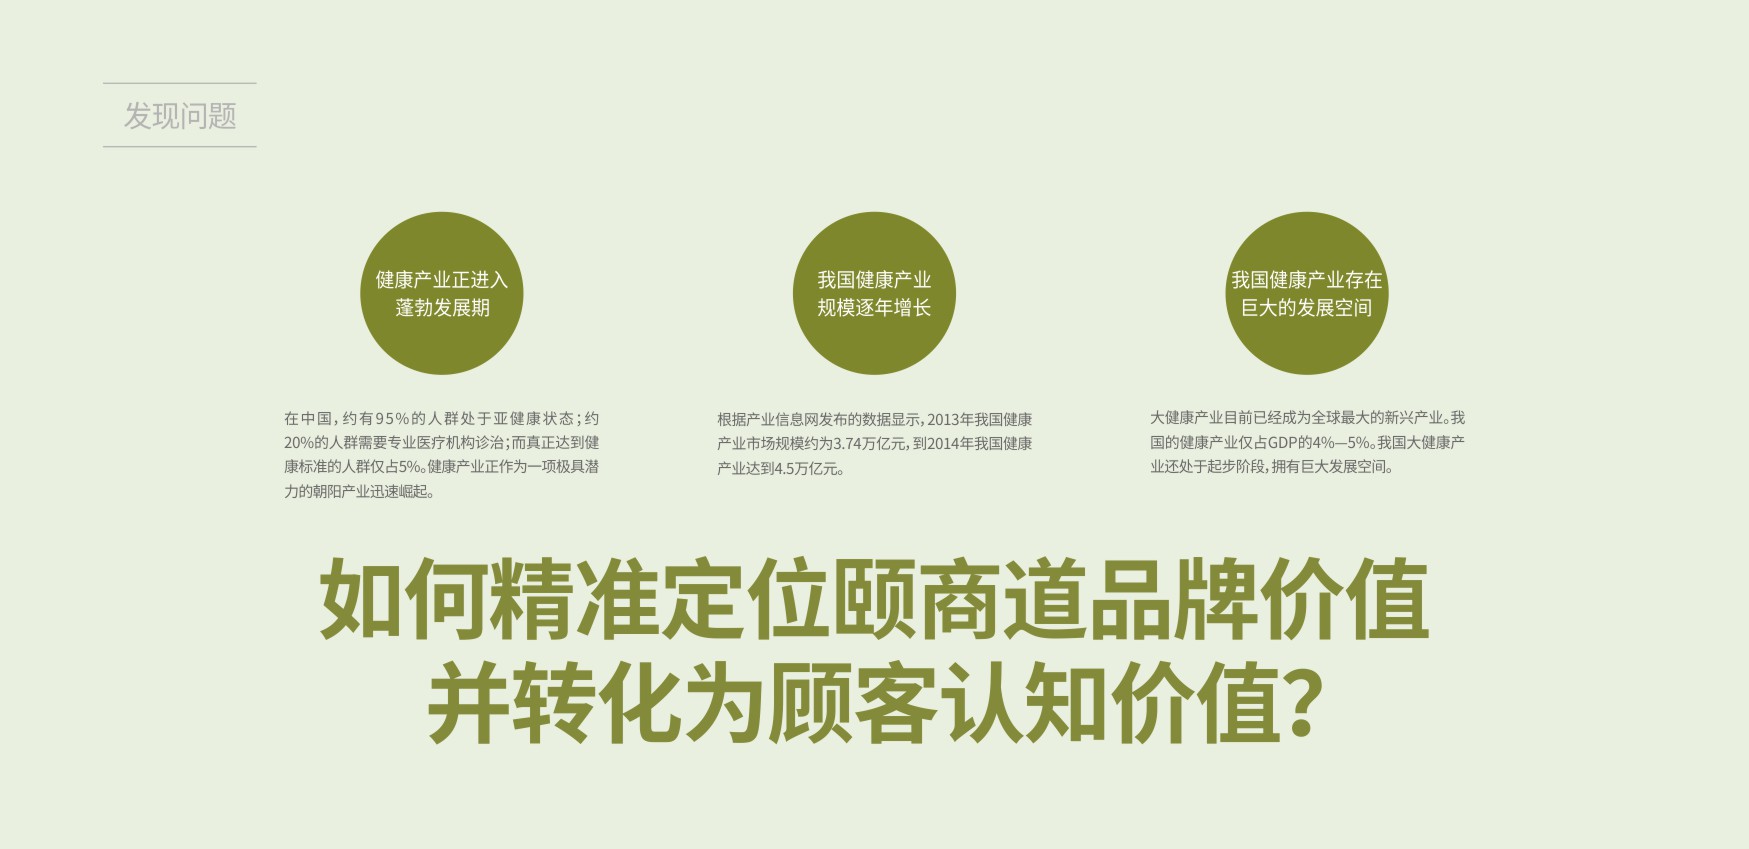 发现问题
健康产业正进入
蓬勃发展期
我国健康产业
规模逐年增长
我国健康产业存在
巨大的发展空间
在中国，约有95%的人群处于亚健康状态；约
20%的人群需要专业医疗机构诊治；而真正达到健
康标准的人群仅占5%。健康产业正作为一项极具潜
力的朝阳产业迅速崛起。
根据产业信息网发布的数据显示，2013年我国健康
产业市场规模约为3.74万亿元，到2014年我国健康
产业达到4.5万亿元。
大健康产业目前已经成为全球最大的新兴产业。我
国的健康产业仅占GDP的4%—5%。我国大健康产
业还处于起步阶段，拥有巨大发展空间。
如何精准定位颐商道品牌价值
并转化为顾客认知价值？